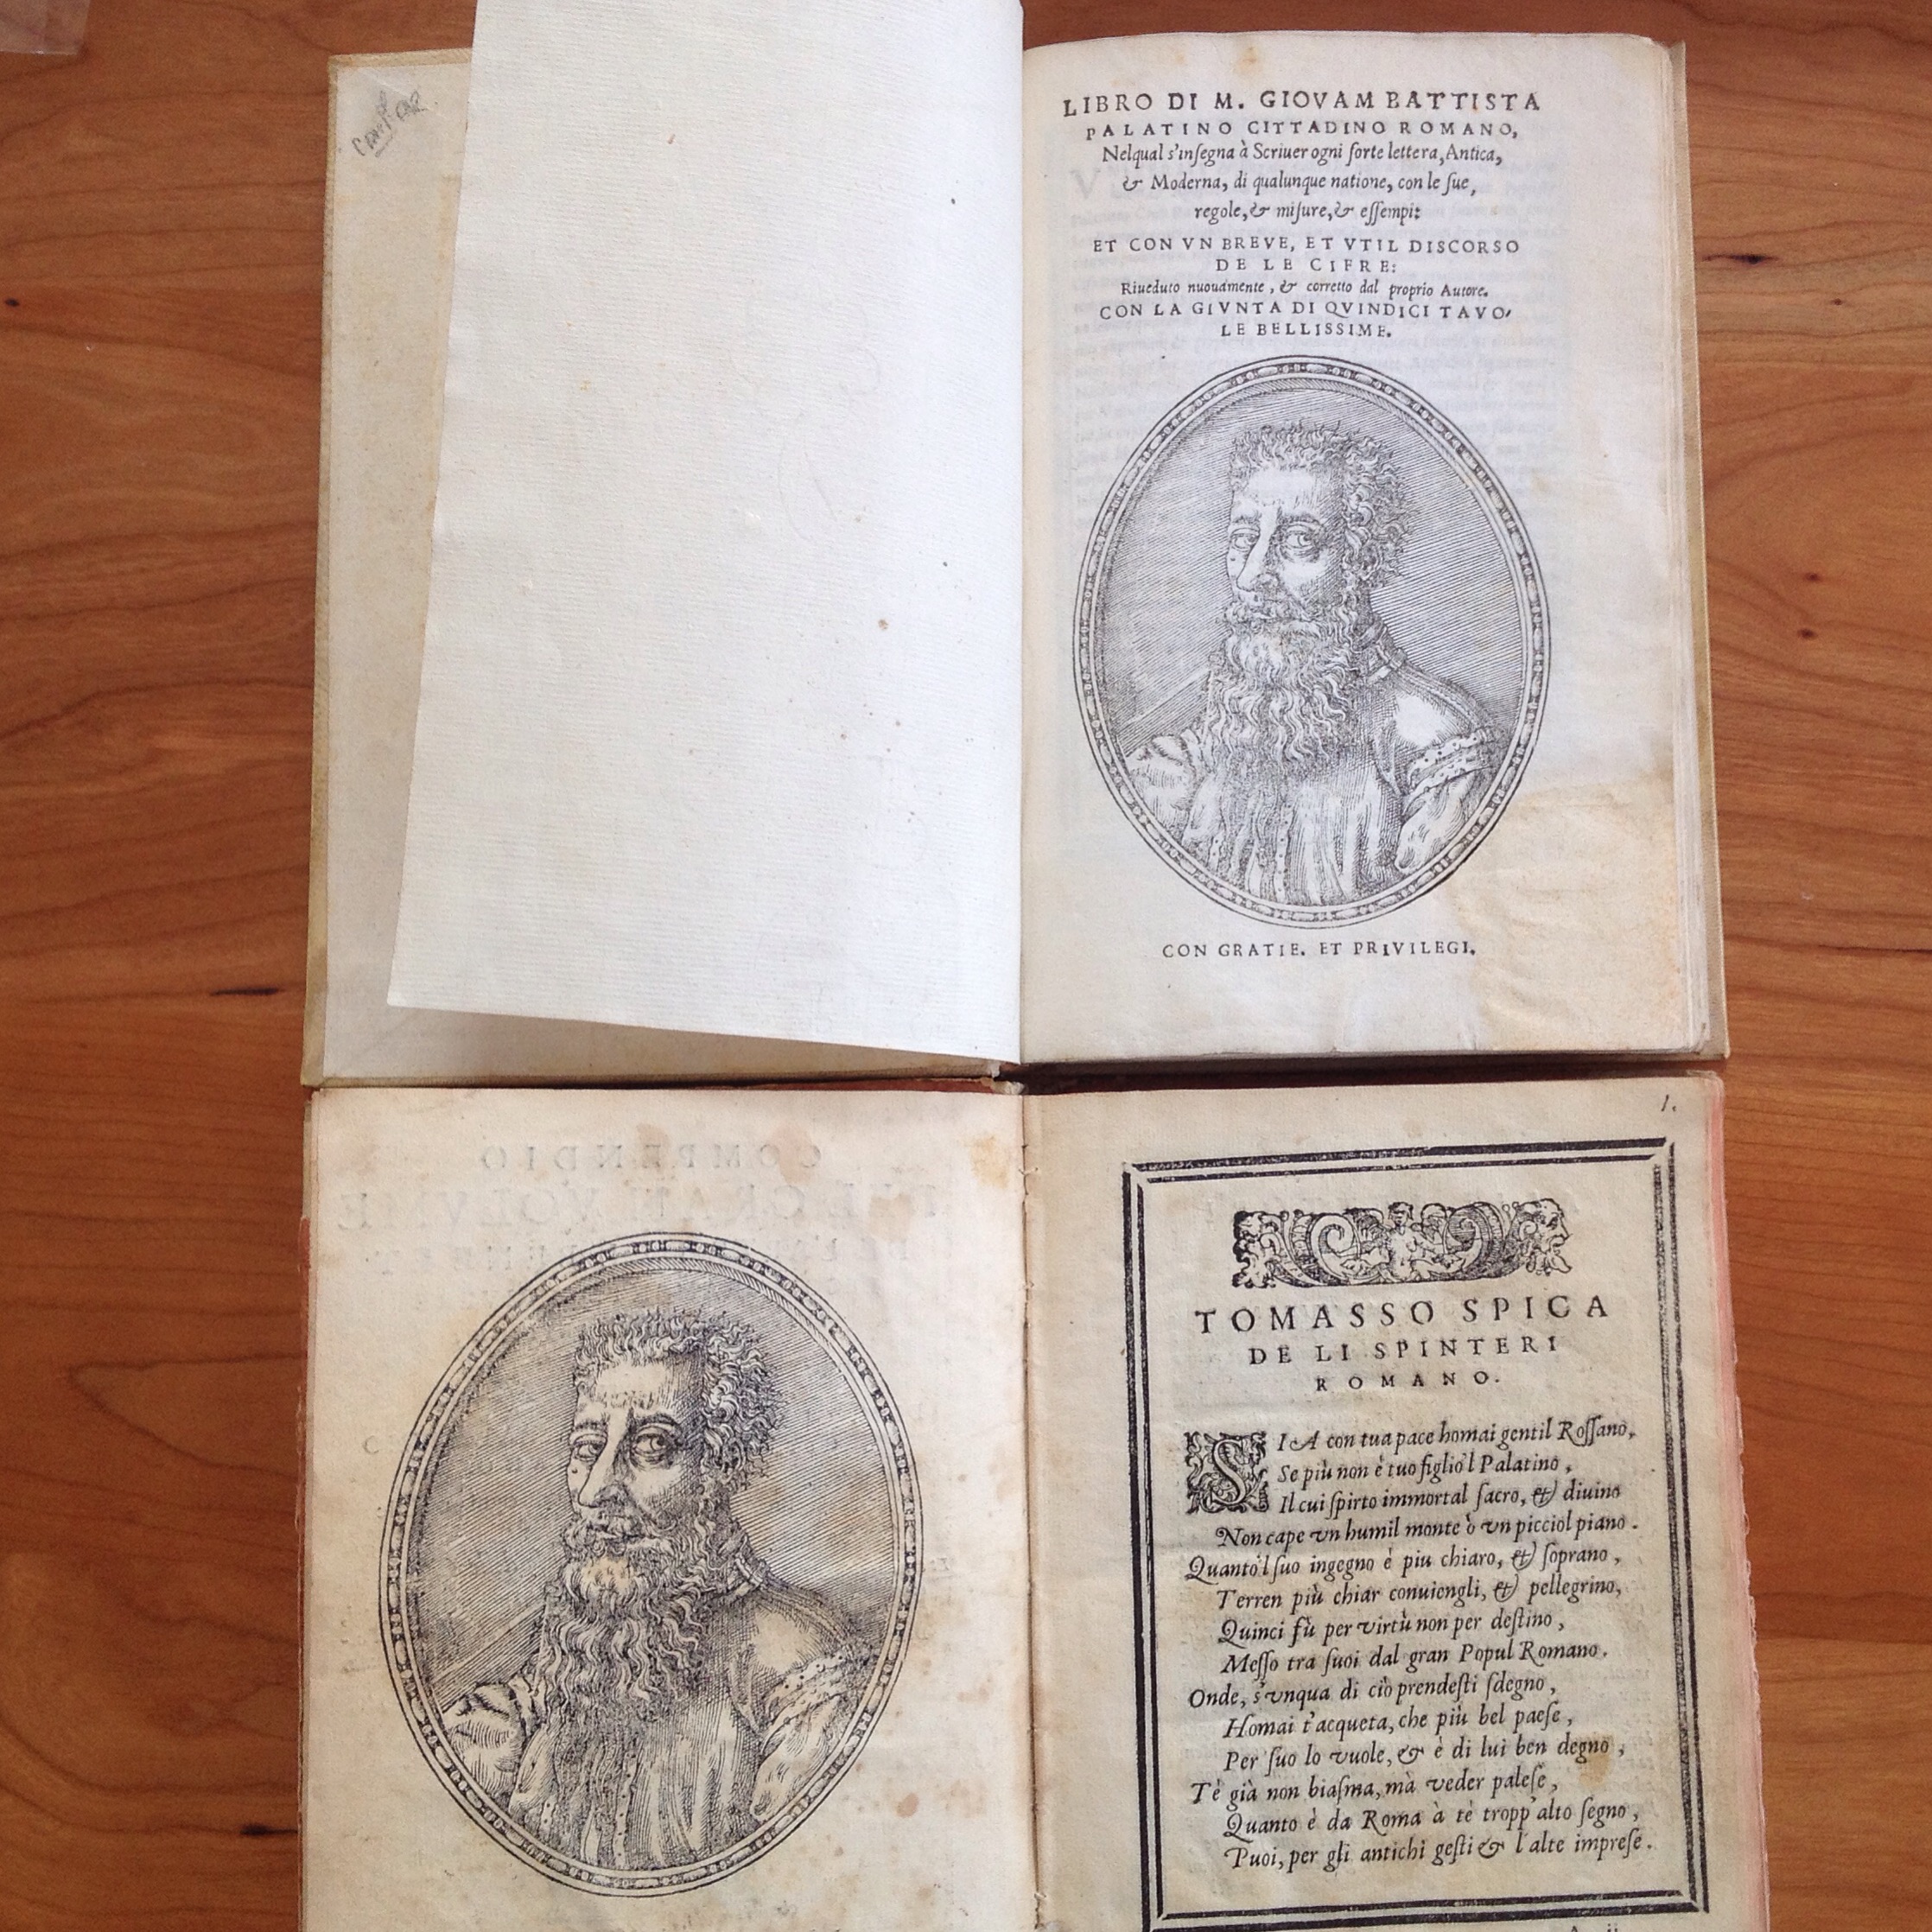 LIBRO DI M. GIOVAM BATTISTA
PALATINO CITTADINO ROMANO,
Nelqual s'inſegna à Scriuer ogni ſorte lettera, Antica,
& Moderna, di qualunque natione, con le ſue,
regole, & miſure, & eſſempi:
ET CON VN BREVE, ET VTIL DISCORSO
DE LE CIFRE:
Riueduto nuouamente, & corretto dal proprio Autore.
CON LA GIVNTA DI QVINDICI TAVO-
LE BELLISSIME.
CON GRATIE. ET PRIVILEGI.
COMPENDIO
GRAN VOLVME
1.
TOMASSO SPICA
DE LI SPINTERI
ROMANO.
SIA con tua pace homai gentil Roſſano,
Se più non è tuo figlio'l Palatino,
Il cui ſpirto immortal ſacro, & diuino
Non cape vn humil monte ò vn picciol piano.
Quanto'l ſuo ingegno è piu chiaro, & ſoprano,
Terren più chiar conuiengli, & pellegrino,
Quinci fù per virtù non per deſtino,
Meſſo tra ſuoi dal gran Popul Romano.
Onde, s'vnqua di ciò prendeſti ſdegno,
Homai t'acqueta, che più bel paeſe,
Per ſuo lo vuole, & è di lui ben degno,
Tè già non biaſma, mà veder paleſe,
Quanto è da Roma à tè tropp'alto ſegno,
Puoi, per gli antichi geſti & l'alte impreſe.
A ii